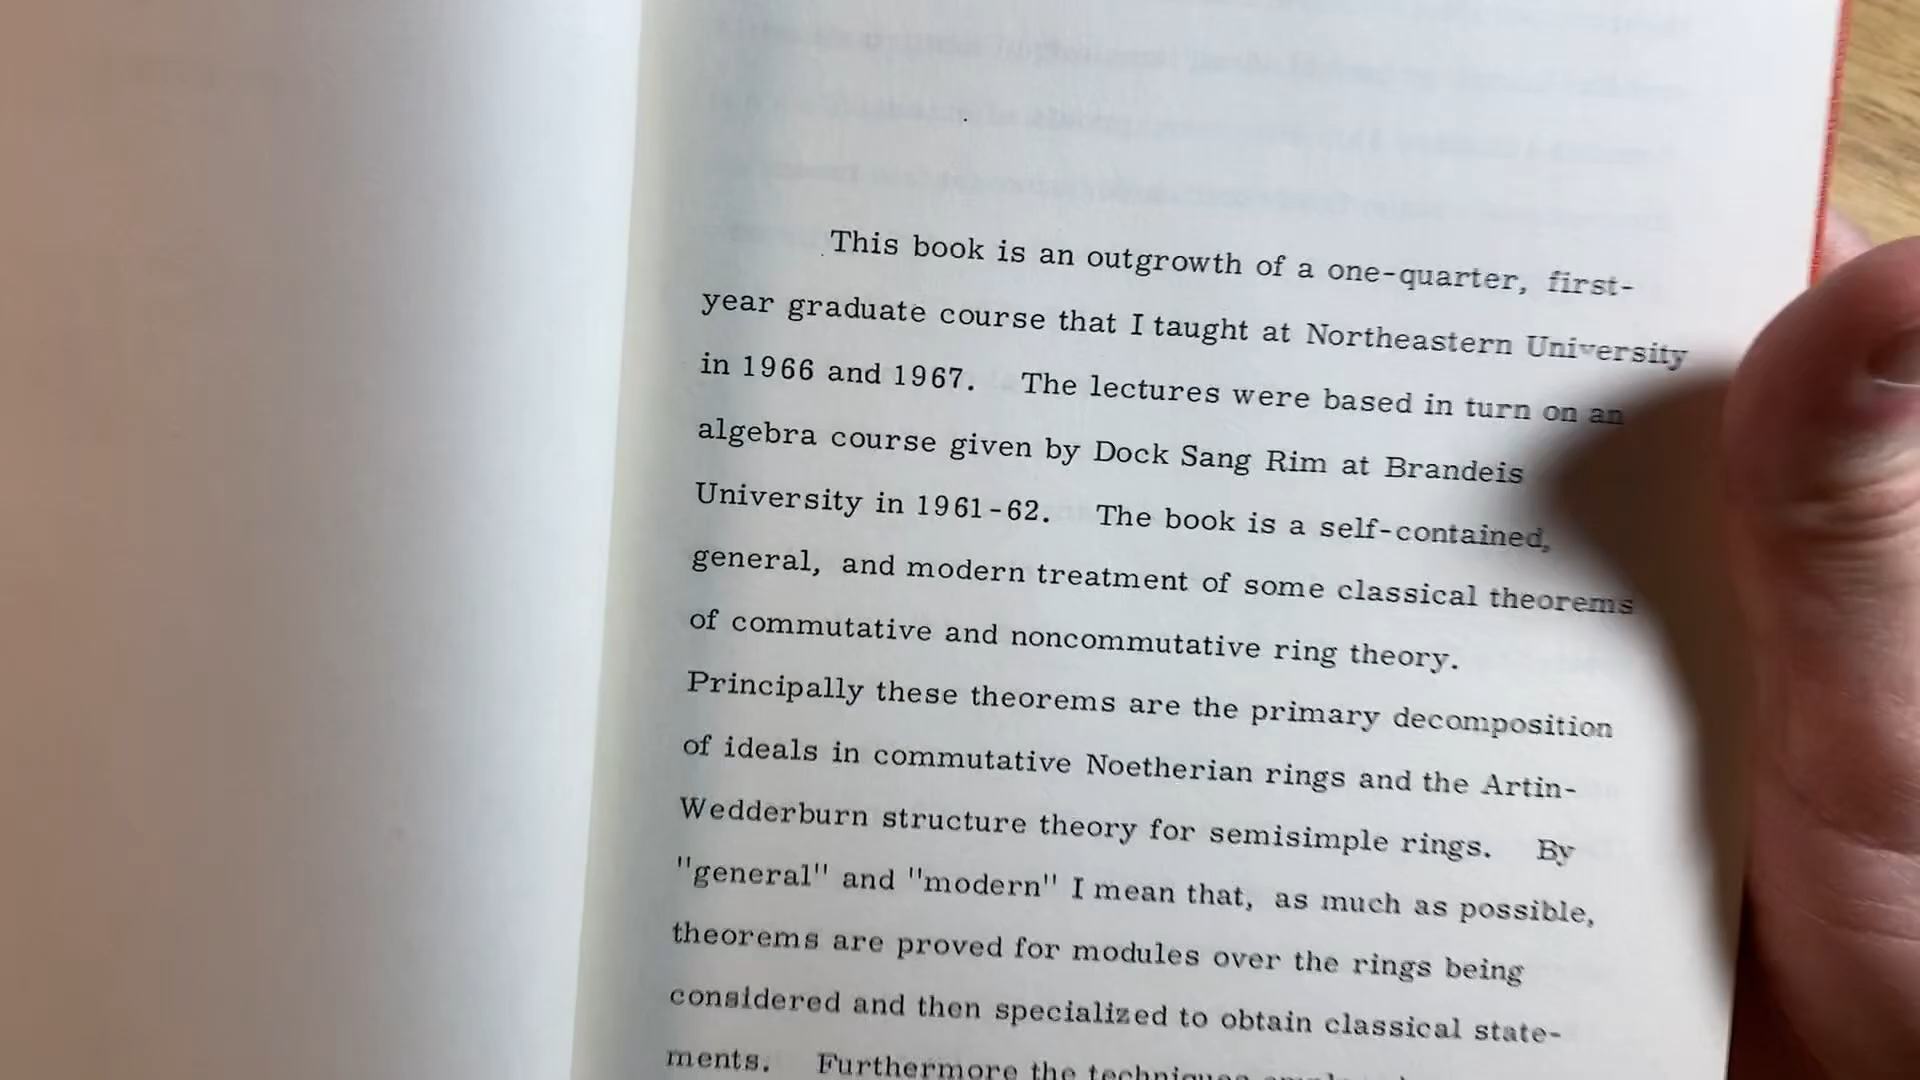 This book is an outgrowth of a one-quarter, first-
year graduate course that I taught at Northeastern University
in 1966 and 1967. The lectures were based in turn on an
algebra course given by Dock Sang Rim at Brandeis
University in 1961-62. The book is a self-contained,
general, and modern treatment of some classical theorems
of commutative and noncommutative ring theory.
Principally these theorems are the primary decomposition
of ideals in commutative Noetherian rings and the Artin-
Wedderburn structure theory for semisimple rings. By
"general" and "modern" I mean that, as much as possible,
theorems are proved for modules over the rings being
considered and then specialized to obtain classical state-
ments. Furthermore the techniques